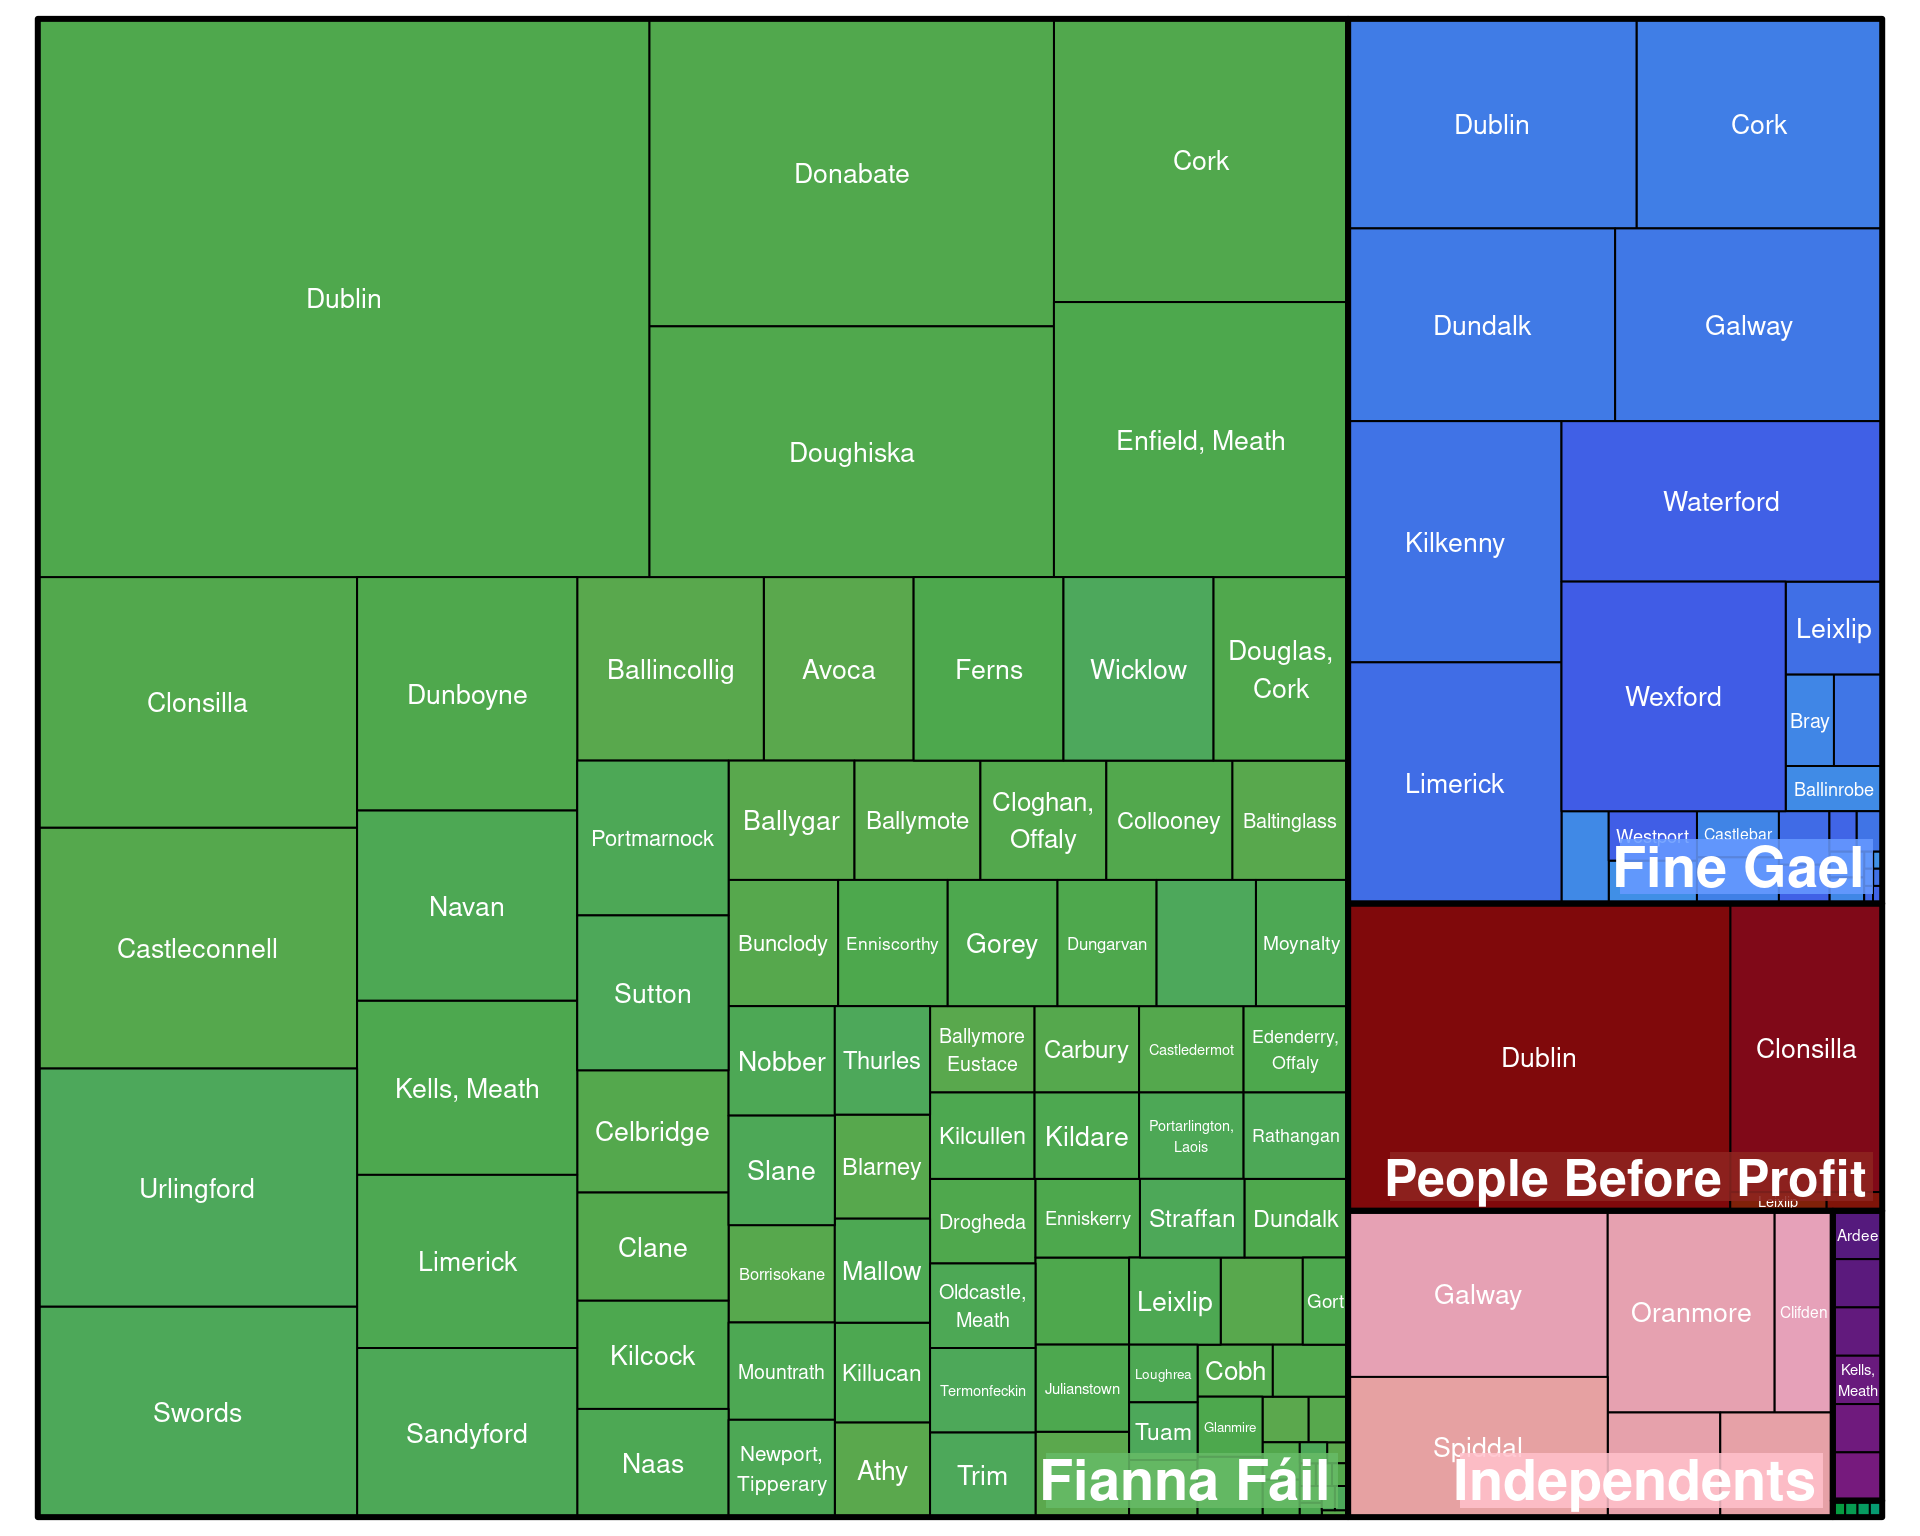 Dublin
Donabate
Cork
Doughiska
Enfield, Meath
Clonsilla
Castleconnell
Urlingford
Swords
Dunboyne
Navan
Kells, Meath
Limerick
Sandyford
Ballincollig
Avoca
Ferns
Wicklow
Douglas,
Cork
Portmarnock
Sutton
Celbridge
Clane
Kilcock
Naas
Ballygar
Ballymote
Cloghan,
Offaly
Collooney
Baltinglass
Bunclody
Enniscorthy
Gorey
Dungarvan
Moynalty
Nobber
Slane
Borrisokane
Mountrath
Newport,
Tipperary
Thurles
Blarney
Mallow
Killucan
Athy
Ballymore
Eustace
Carbury
Castledermot
Edenderry,
Offaly
Kilcullen
Kildare
Portarlington,
Laois
Rathangan
Drogheda
Oldcastle,
Meath
Termonfeckin
Trim
Enniskerry
Straffan
Dundalk
Leixlip
Gort
Julianstown
Loughrea
Cobh
Tuam
Glanmire
Fianna Fáil
Dublin
Cork
Dundalk
Galway
Kilkenny
Limerick
Waterford
Wexford
Leixlip
Bray
Ballinrobe
Westport
Castlebar
Fine Gael
Dublin
Clonsilla
Leixlip
People Before Profit
Galway
Oranmore
Clifden
Spiddal
Independents
Ardee
Kells,
Meath